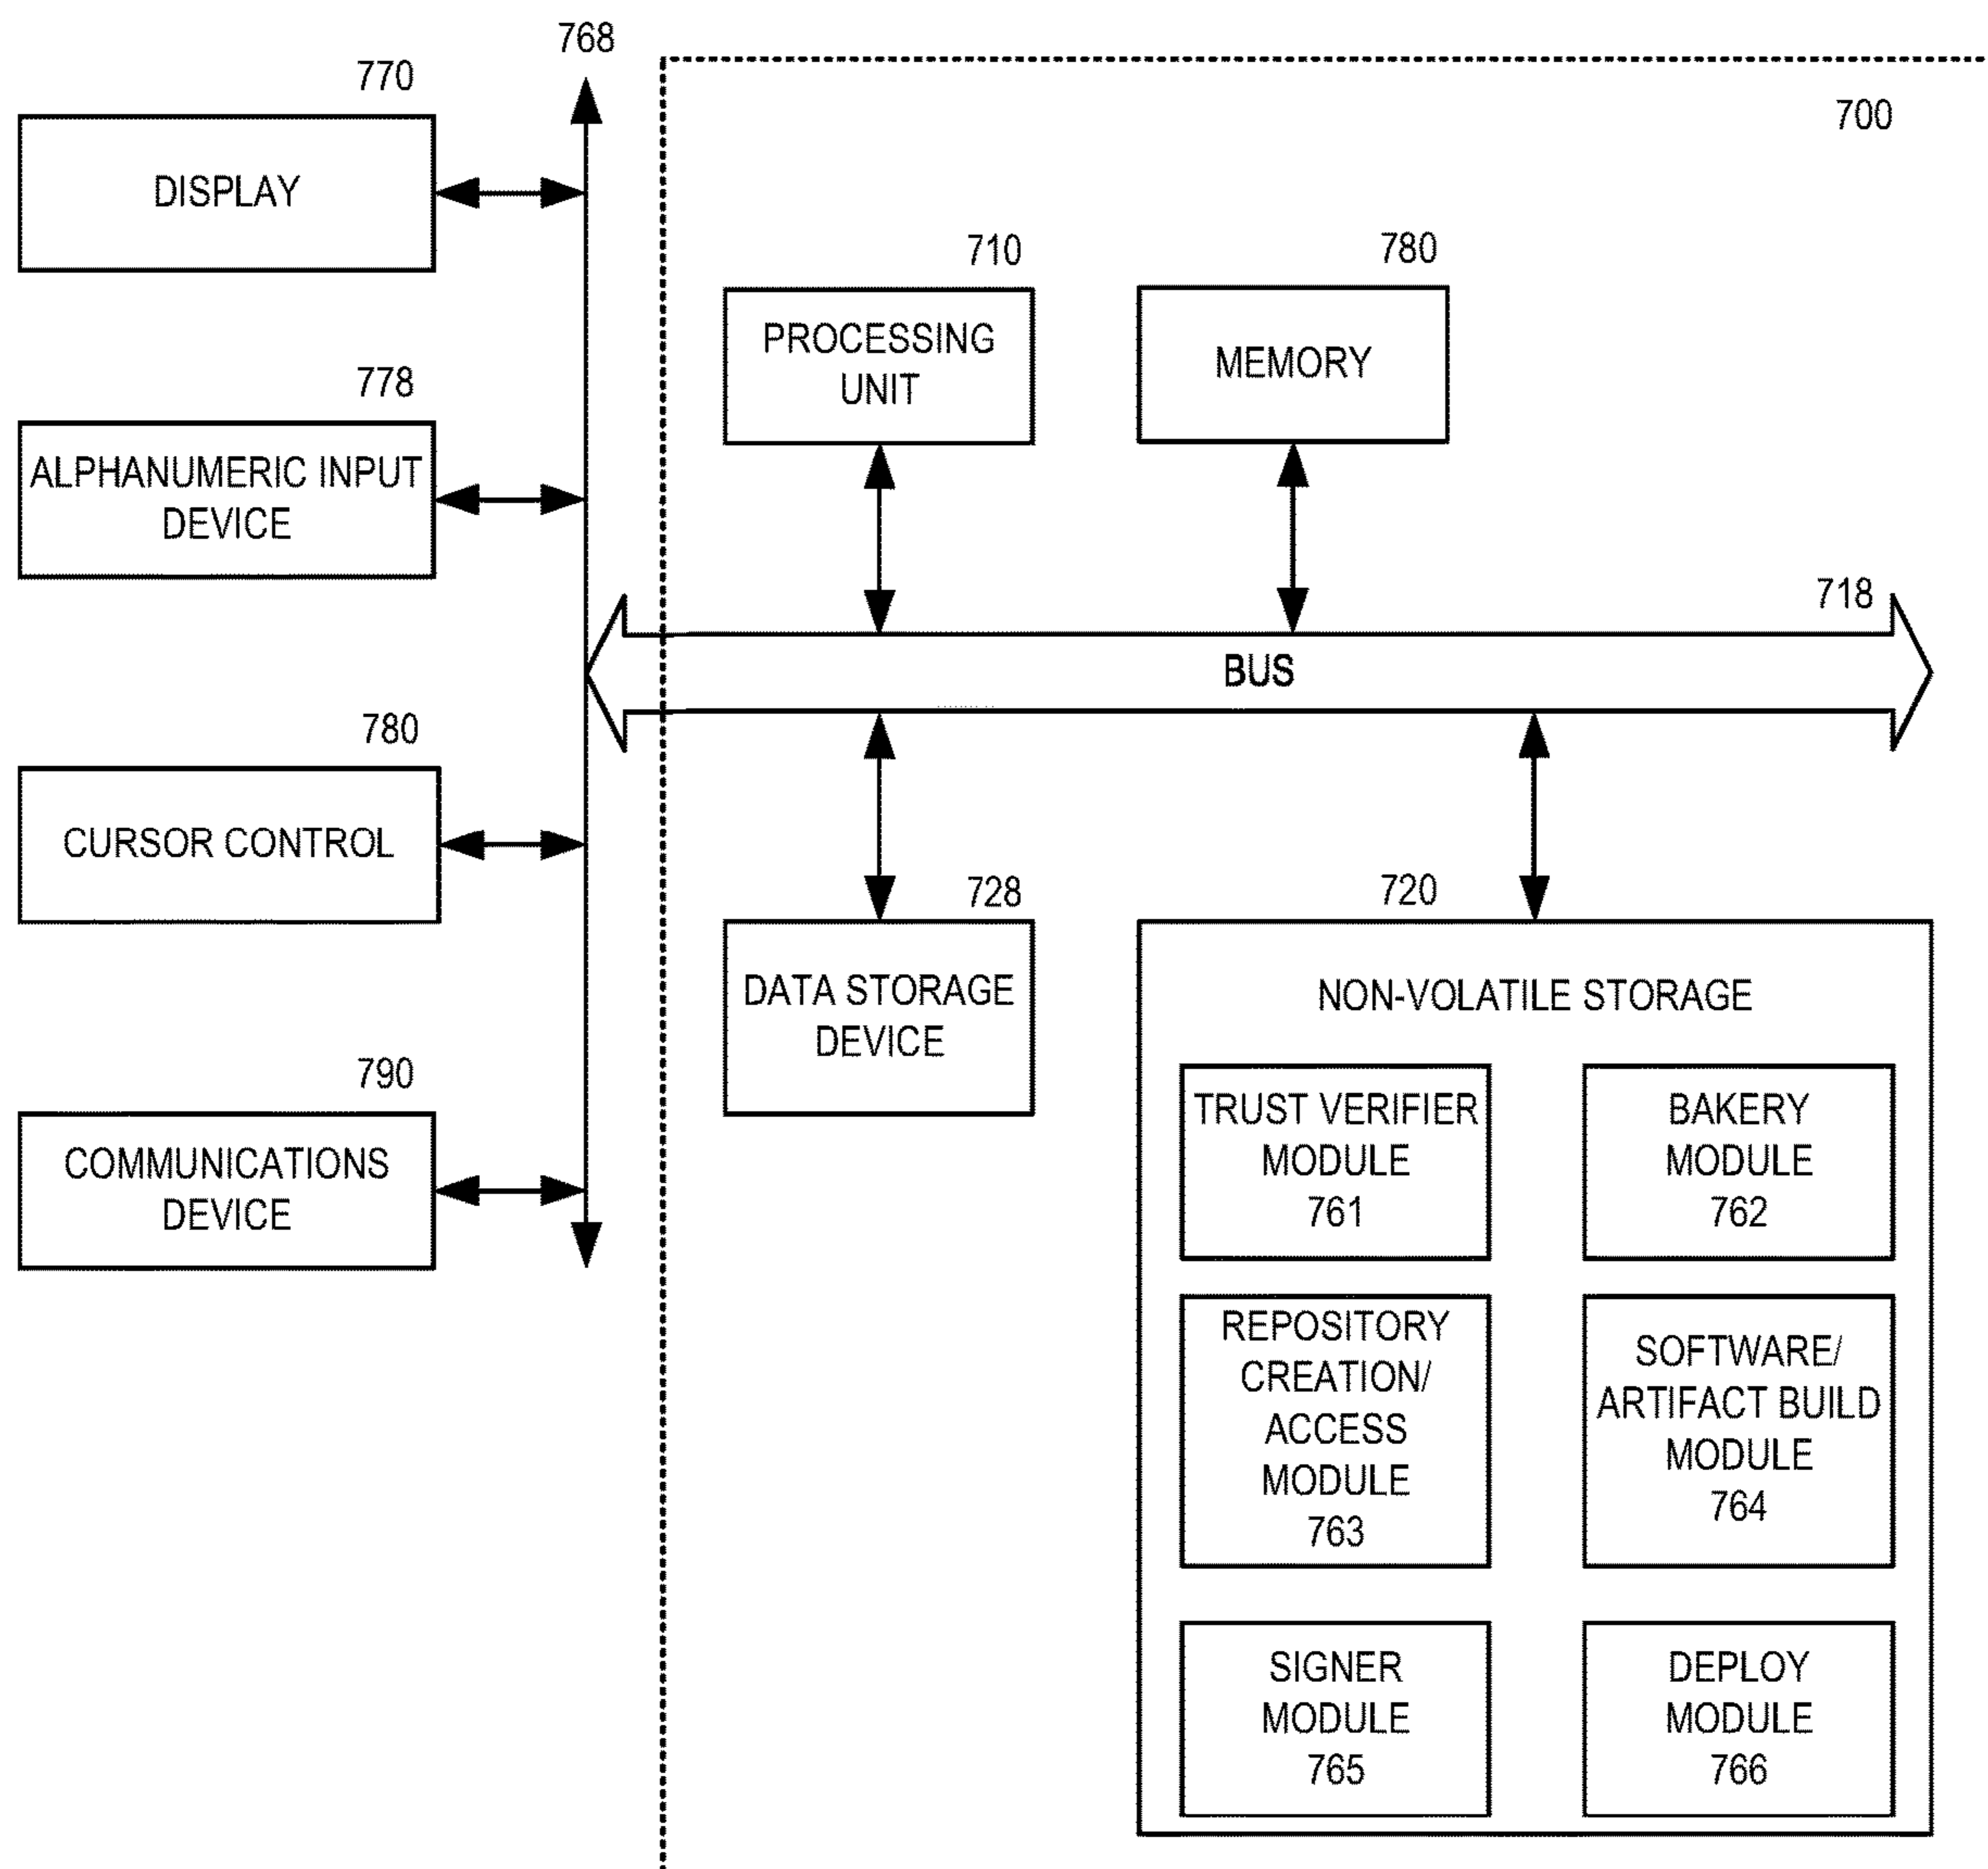 768
770
700
DISPLAY
710
780
PROCESSING
UNIT
MEMORY
778
ALPHANUMERIC INPUT
DEVICE
718
BUS
780
CURSOR CONTROL
728
720
DATA STORAGE
DEVICE
NON-VOLATILE STORAGE
790
COMMUNICATIONS
DEVICE
TRUST VERIFIER
MODULE
761
BAKERY
MODULE
762
REPOSITORY
CREATION/
ACCESS
MODULE
763
SOFTWARE/
ARTIFACT BUILD
MODULE
764
SIGNER
MODULE
765
DEPLOY
MODULE
766